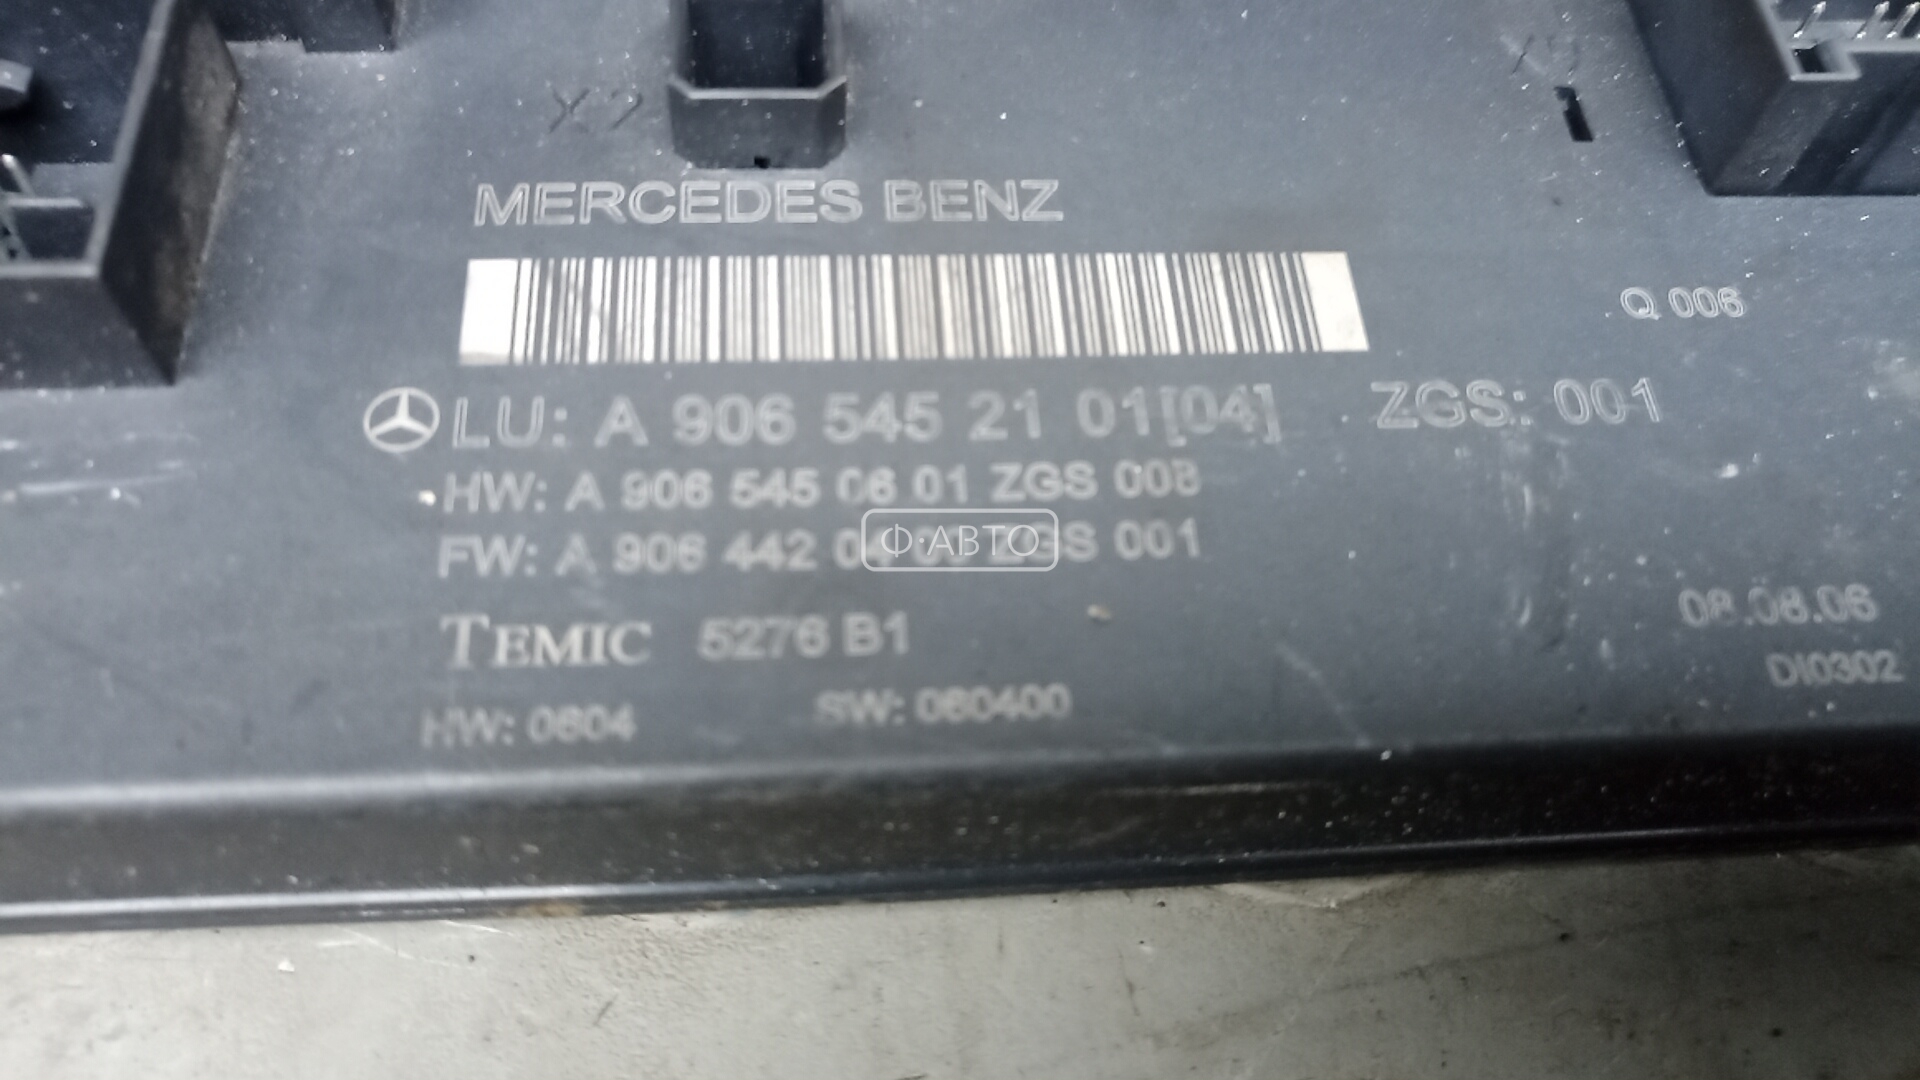 X2
MERCEDES BENZ
Q 006
LU: A 906 545 21 01[04] ZGS: 001
HW: A 906 545 06 01 ZGS 008
FW: A 906 442 ZGS 001
Ф·АВТО
TEMIC 5276 B1
08.08.06
DI0302
HW: 0604 SW: 060400